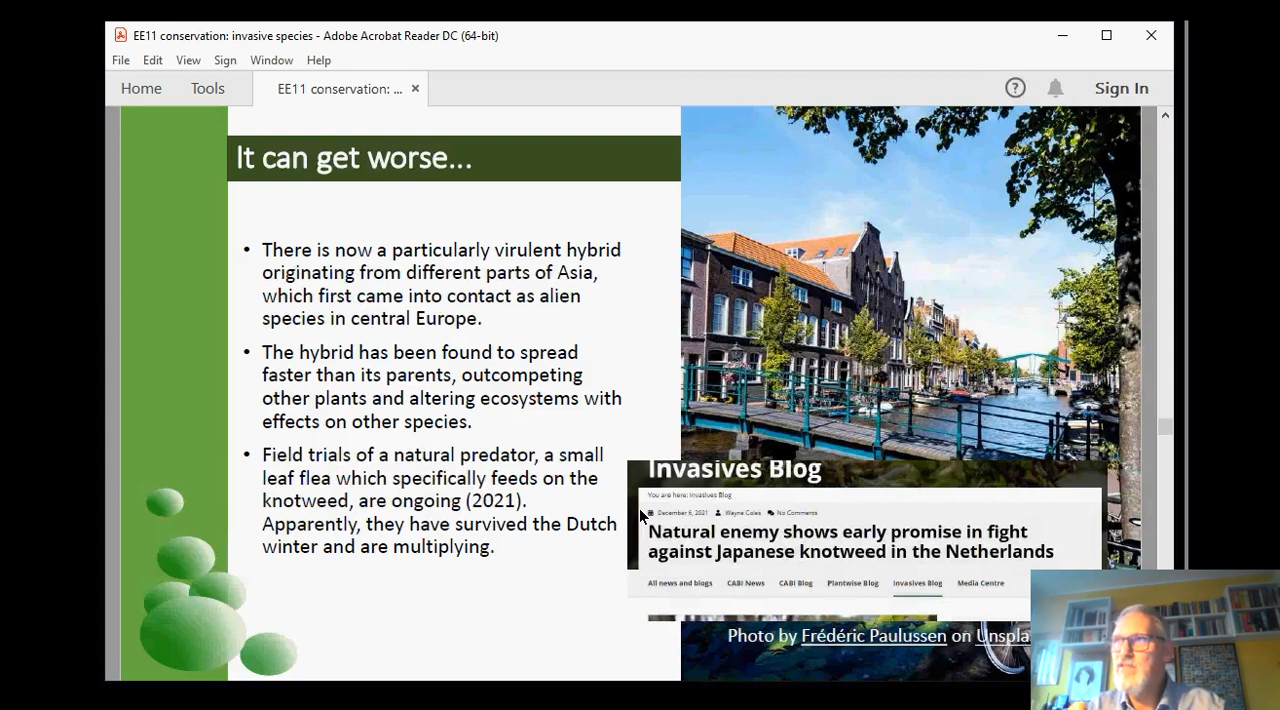 EE11 conservation: invasive species - Adobe Acrobat Reader DC (64-bit)
File Edit View Sign Window Help
Home Tools EE11 conservation: ... × ? Sign In
It can get worse...
• There is now a particularly virulent hybrid
originating from different parts of Asia,
which first came into contact as alien
species in central Europe.
• The hybrid has been found to spread
faster than its parents, outcompeting
other plants and altering ecosystems with
effects on other species.
• Field trials of a natural predator, a small
leaf flea which specifically feeds on the
knotweed, are ongoing (2021).
Apparently, they have survived the Dutch
winter and are multiplying.
Invasives Blog
You are here: Invasives Blog
December 6, 2021 Wayne Coles No Comments
Natural enemy shows early promise in fight
against Japanese knotweed in the Netherlands
All news and blogs CABI News CABI Blog Plantwise Blog Invasives Blog Media Centre
Photo by Frédéric Paulussen on Unspla